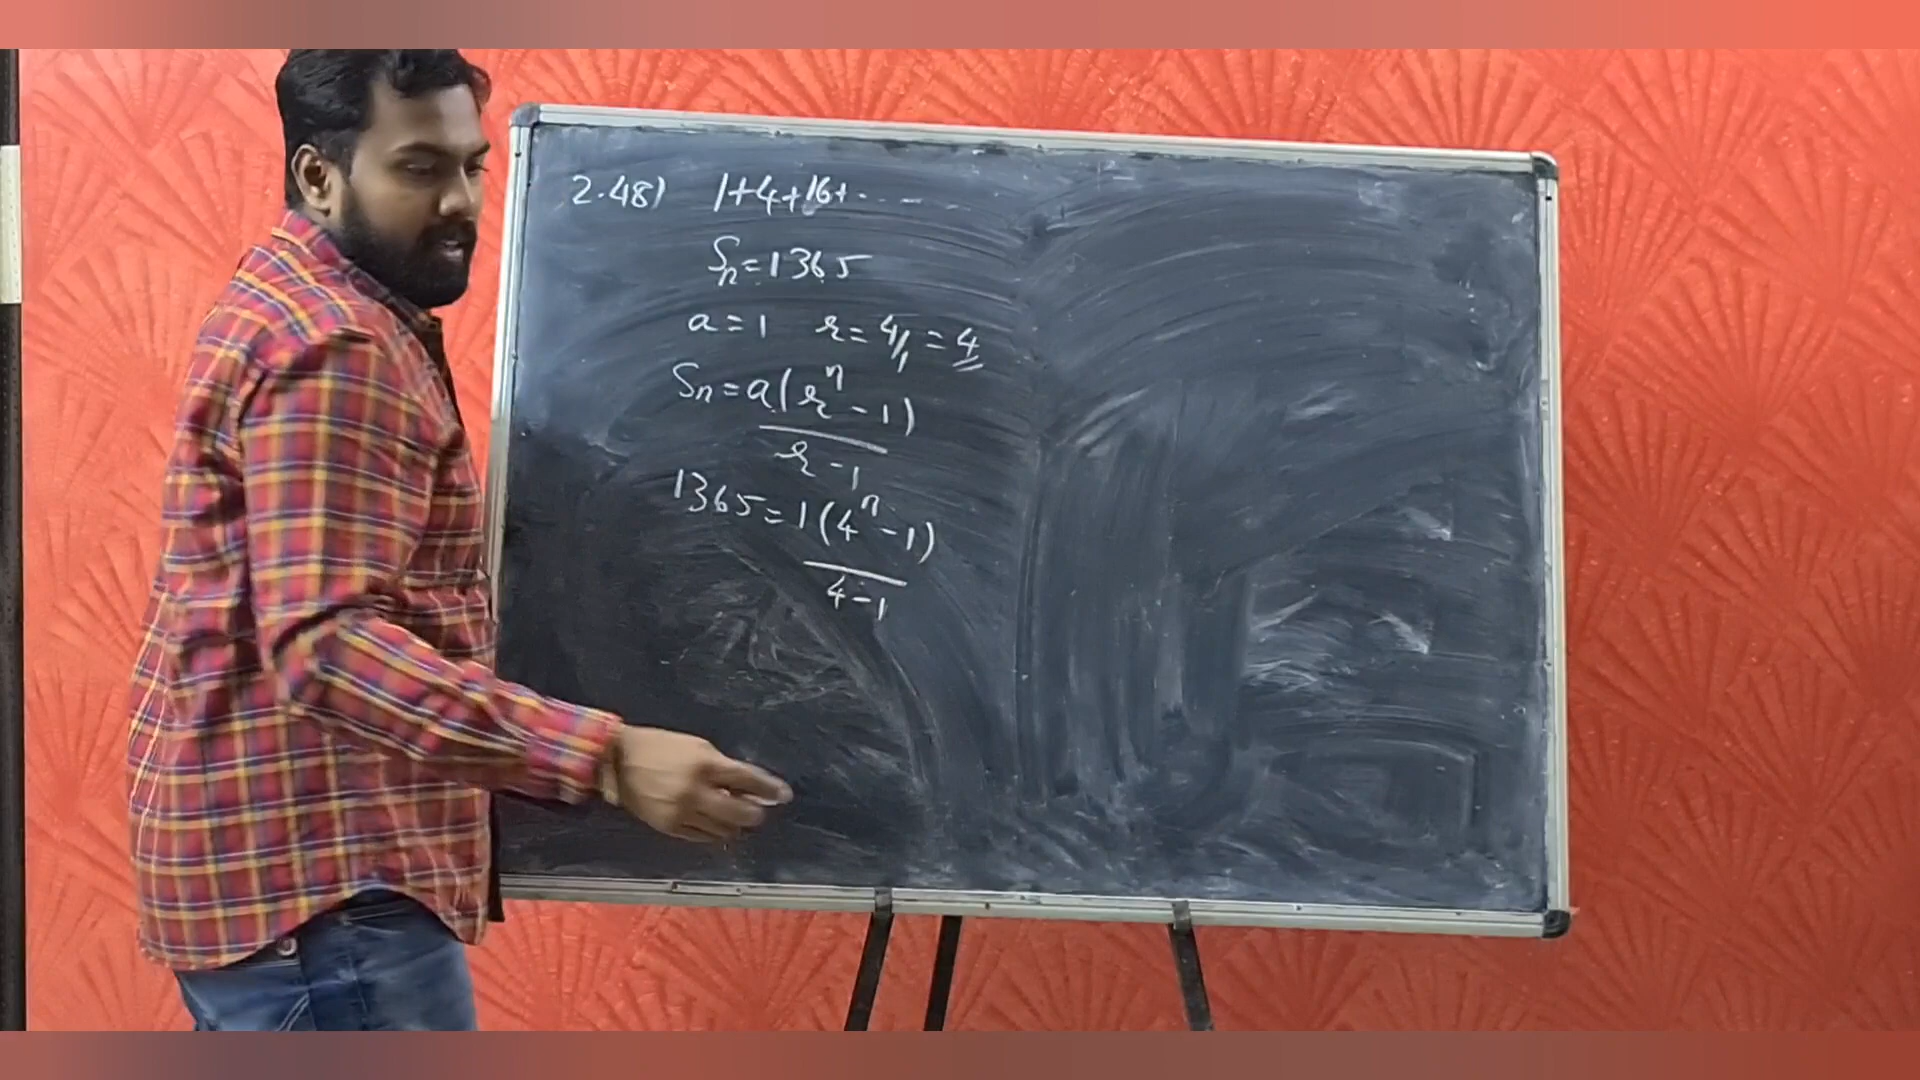 2.48) 1+4+16+.....
Sn=1365
a=1 r=4/1=4
Sn=a(r^n-1)
r-1
1365=1(4^n-1)
4-1